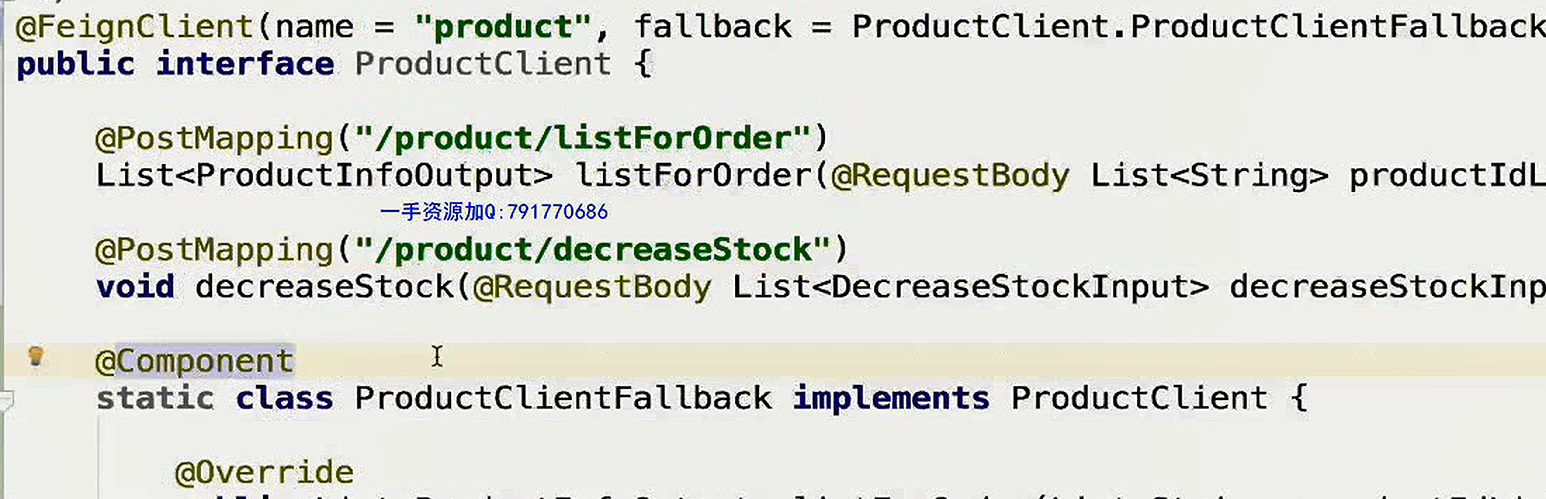 @FeignClient(name = "product", fallback = ProductClient.ProductClientFallback
public interface ProductClient {
@PostMapping("/product/listForOrder")
List<ProductInfoOutput> listForOrder(@RequestBody List<String> productIdL
一手资源加Q:791770686
@PostMapping("/product/decreaseStock")
void decreaseStock(@RequestBody List<DecreaseStockInput> decreaseStockInp
@Component
static class ProductClientFallback implements ProductClient {
@Override